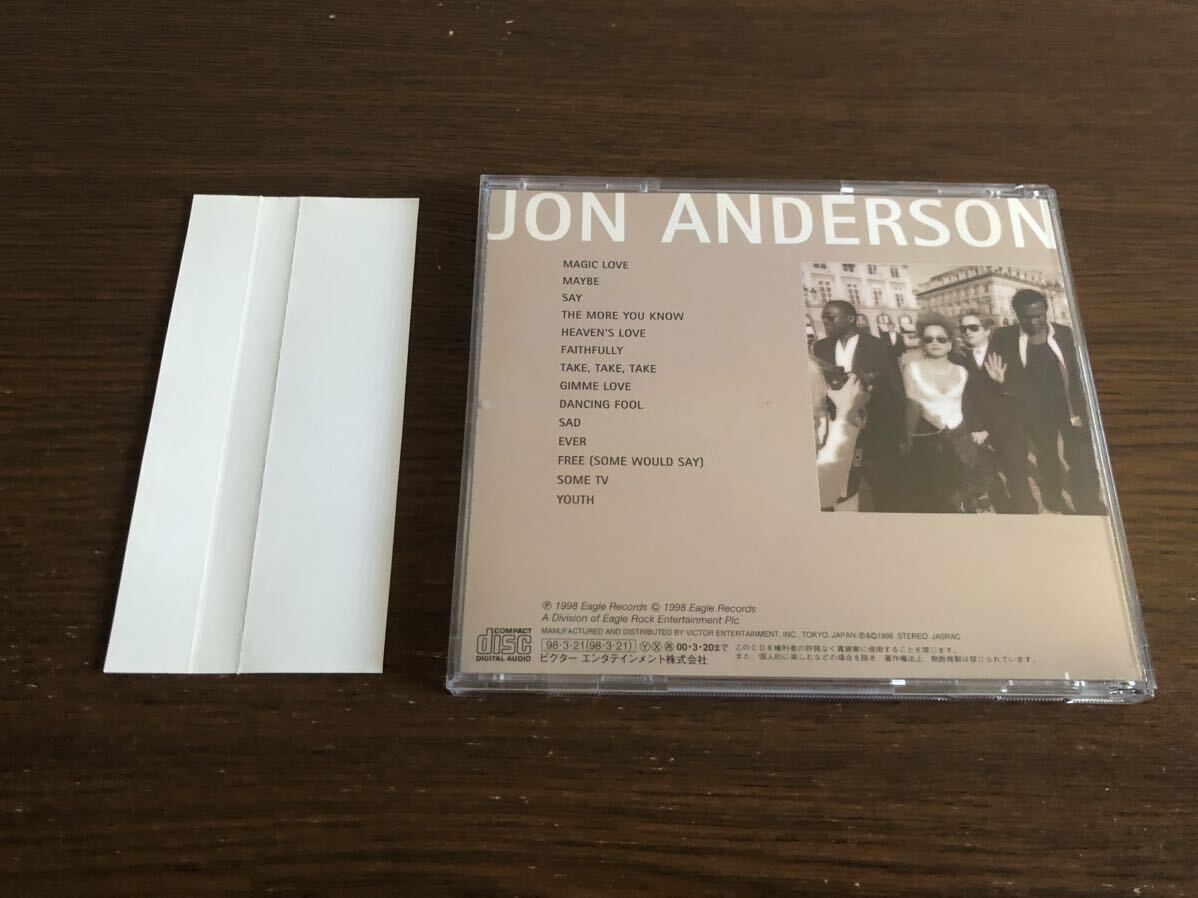 JON ANDERSON
MAGIC LOVE
MAYBE
SAY
THE MORE YOU KNOW
HEAVEN'S LOVE
FAITHFULLY
TAKE, TAKE, TAKE
GIMME LOVE
DANCING FOOL
SAD
EVER
FREE (SOME WOULD SAY)
SOME TV
YOUTH
℗ 1998 Eagle Records © 1998 Eagle Records
A Division of Eagle Rock Entertainment Plc
COMPACT
disc
DIGITAL AUDIO
MANUFACTURED AND DISTRIBUTED BY VICTOR ENTERTAINMENT, INC., TOKYO, JAPAN ℗&©1998 STEREO JASRAC
98・3・21(98・3・21) Ⓨ Ⓧ ㊞ 00・3・20まで
ビクター エンタテインメント株式会社
このCDを権利者の許諾なく賃貸業に使用することを禁じます。
また、個人的に楽しむなどの場合を除き、著作権法上、無断複製は禁じられています。